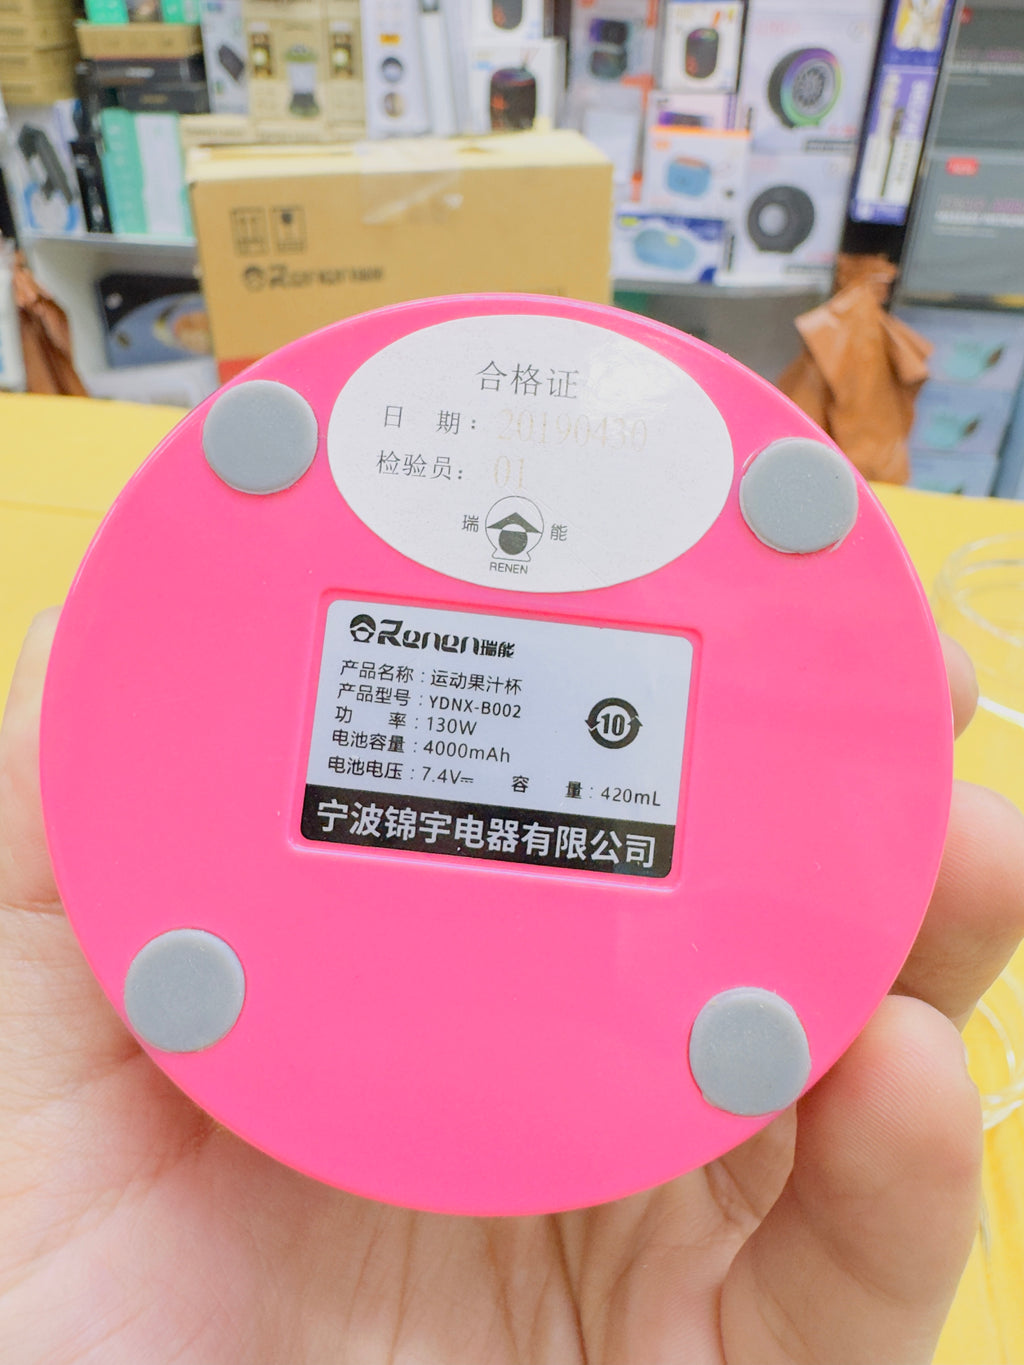 Renen
合格证
日 期: 20190430
检验员: 01
瑞 能
RENEN
Renen瑞能
产品名称：运动果汁杯
产品型号：YDNX-B002
功 率：130W
电池容量：4000mAh
电池电压：7.4V⎓ 容 量：420mL
10
宁波锦宇电器有限公司